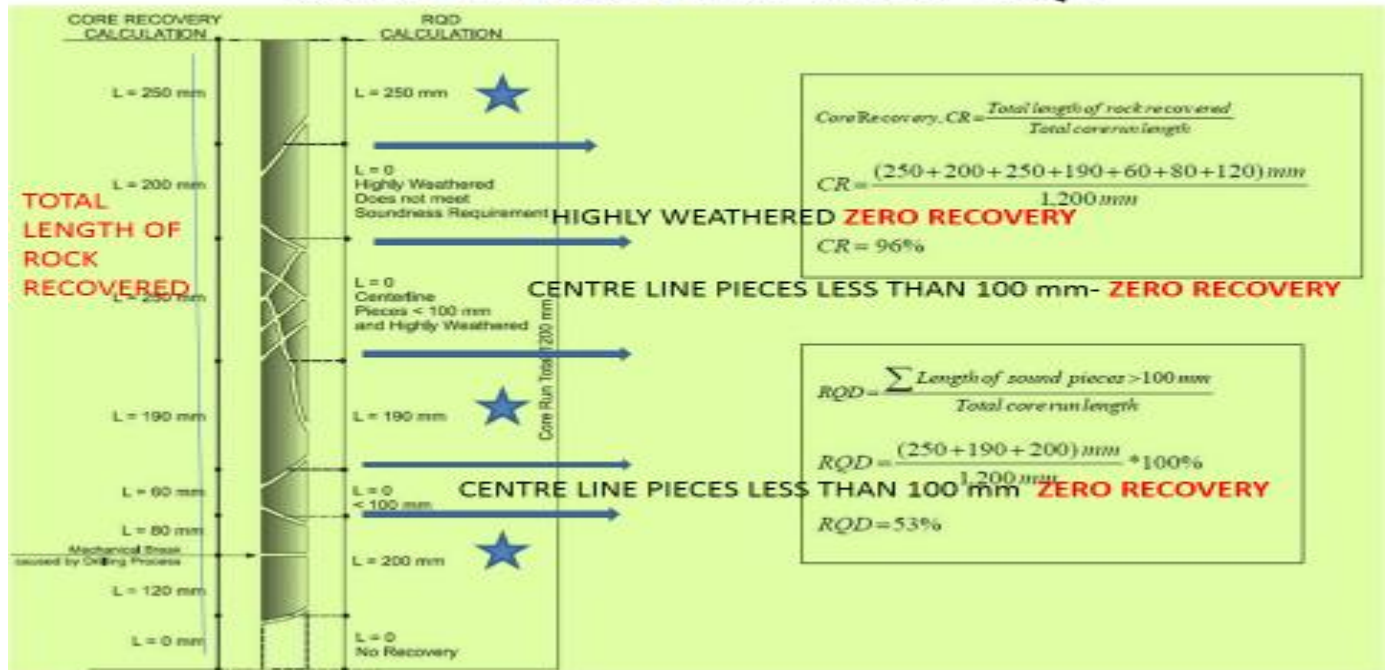 CORE RECOVERY
CALCULATION
L = 250 mm
L = 200 mm
TOTAL
LENGTH OF
ROCK
RECOVERED
L = 250 mm
L = 190 mm
L = 60 mm
L = 80 mm
Mechanical Break
caused by Drilling Process
L = 120 mm
L = 0 mm
RQD
CALCULATION
L = 250 mm
L = 0
Highly Weathered
Does not meet
Soundness Requirement
L = 0
Centerline
Pieces < 100 mm
and Highly Weathered
L = 190 mm
L = 0
< 100 mm
L = 200 mm
L = 0
No Recovery
Core Run Total 1200 mm
HIGHLY WEATHERED ZERO RECOVERY
CENTRE LINE PIECES LESS THAN 100 mm- ZERO RECOVERY
CENTRE LINE PIECES LESS THAN 100 mm ZERO RECOVERY
Core Recovery, CR = Total length of rock recovered
Total core run length
CR = (250+200+250+190+60+80+120) mm
1,200 mm
CR = 96%
RQD = ∑ Length of sound pieces >100 mm
Total core run length
RQD = (250+190+200) mm *100%
1,200 mm
RQD = 53%